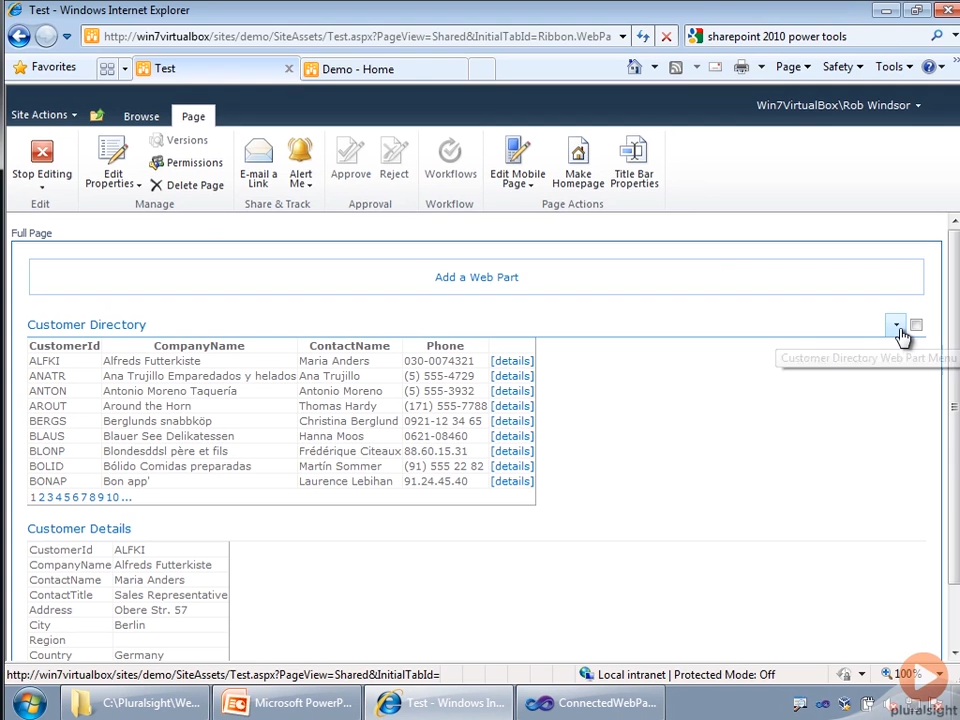 Test - Windows Internet Explorer
http://win7virtualbox/sites/demo/SiteAssets/Test.aspx?PageView=Shared&InitialTabId=Ribbon.WebPa
sharepoint 2010 power tools
Favorites
Test
Demo - Home
Page
Safety
Tools
Site Actions
Browse
Page
Win7VirtualBox\Rob Windsor
Stop Editing
Edit Properties
Versions
Permissions
Delete Page
E-mail a Link
Alert Me
Approve
Reject
Workflows
Edit Mobile Page
Make Homepage
Title Bar Properties
Edit
Manage
Share & Track
Approval
Workflow
Page Actions
Full Page
Add a Web Part
Customer Directory
Customer Directory Web Part Menu
CustomerId CompanyName ContactName Phone
ALFKI Alfreds Futterkiste Maria Anders 030-0074321 [details]
ANATR Ana Trujillo Emparedados y helados Ana Trujillo (5) 555-4729 [details]
ANTON Antonio Moreno Taquería Antonio Moreno (5) 555-3932 [details]
AROUT Around the Horn Thomas Hardy (171) 555-7788 [details]
BERGS Berglunds snabbköp Christina Berglund 0921-12 34 65 [details]
BLAUS Blauer See Delikatessen Hanna Moos 0621-08460 [details]
BLONP Blondesddsl père et fils Frédérique Citeaux 88.60.15.31 [details]
BOLID Bólido Comidas preparadas Martín Sommer (91) 555 22 82 [details]
BONAP Bon app' Laurence Lebihan 91.24.45.40 [details]
1 2 3 4 5 6 7 8 9 10 ...
Customer Details
CustomerId ALFKI
CompanyName Alfreds Futterkiste
ContactName Maria Anders
ContactTitle Sales Representative
Address Obere Str. 57
City Berlin
Region
Country Germany
http://win7virtualbox/sites/demo/SiteAssets/Test.aspx?PageView=Shared&InitialTabId=
Local intranet | Protected Mode: Off
100%
C:\Pluralsight\We...
Microsoft PowerP...
Test - Windows In...
ConnectedWebPa...
pluralsight